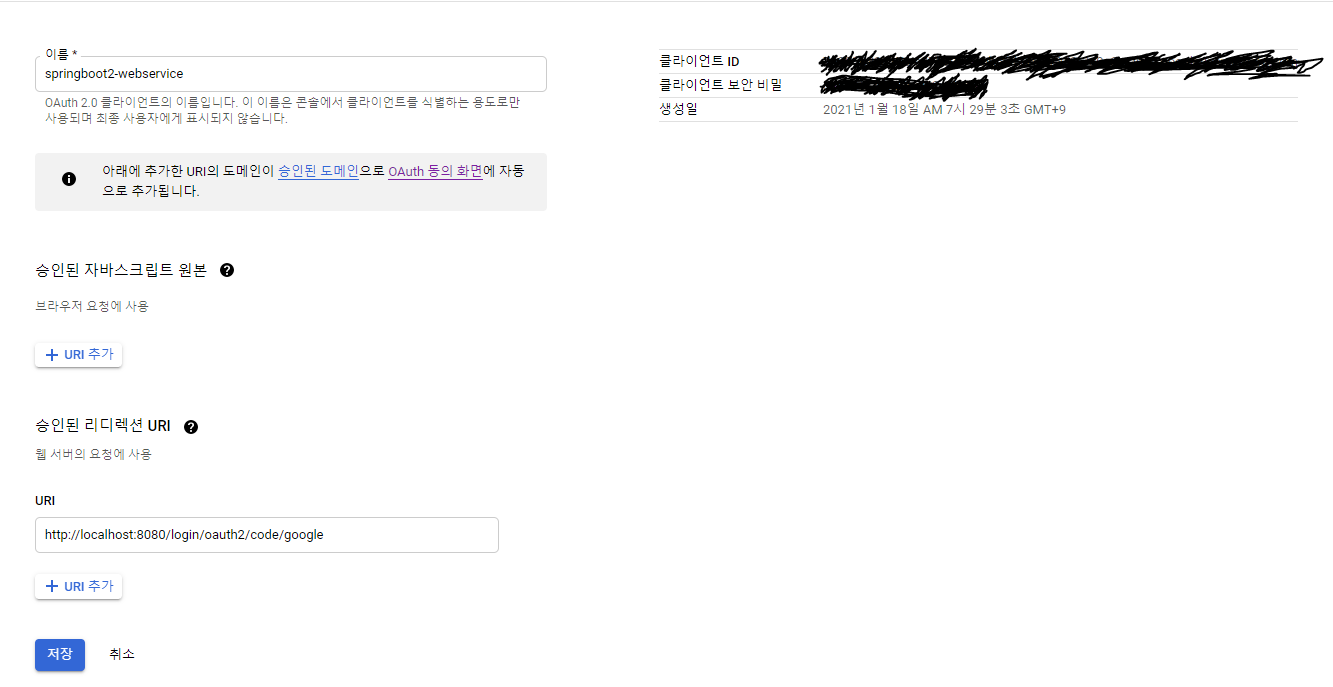 이름 *
springboot2-webservice
OAuth 2.0 클라이언트의 이름입니다. 이 이름은 콘솔에서 클라이언트를 식별하는 용도로만
사용되며 최종 사용자에게 표시되지 않습니다.
아래에 추가한 URI의 도메인이 승인된 도메인으로 OAuth 동의 화면에 자동
으로 추가됩니다.
승인된 자바스크립트 원본
브라우저 요청에 사용
URI 추가
승인된 리디렉션 URI
웹 서버의 요청에 사용
URI
http://localhost:8080/login/oauth2/code/google
URI 추가
저장 취소
클라이언트 ID
클라이언트 보안 비밀
생성일 2021년 1월 18일 AM 7시 29분 3초 GMT+9